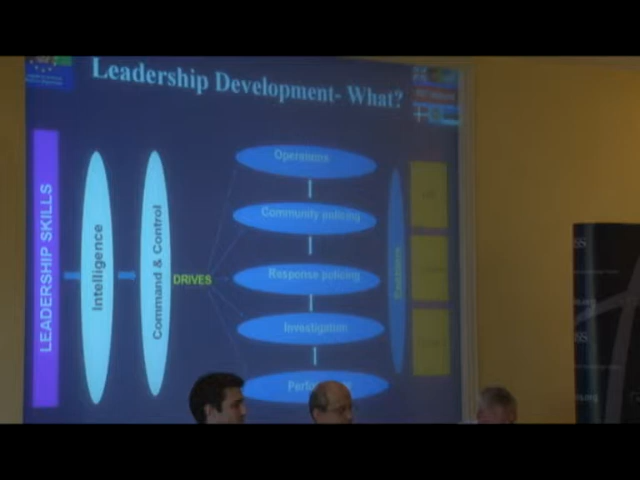 Leadership Development- What?
LEADERSHIP SKILLS
Intelligence
Command & Control
DRIVES
Operations
Community policing
Response policing
Investigation